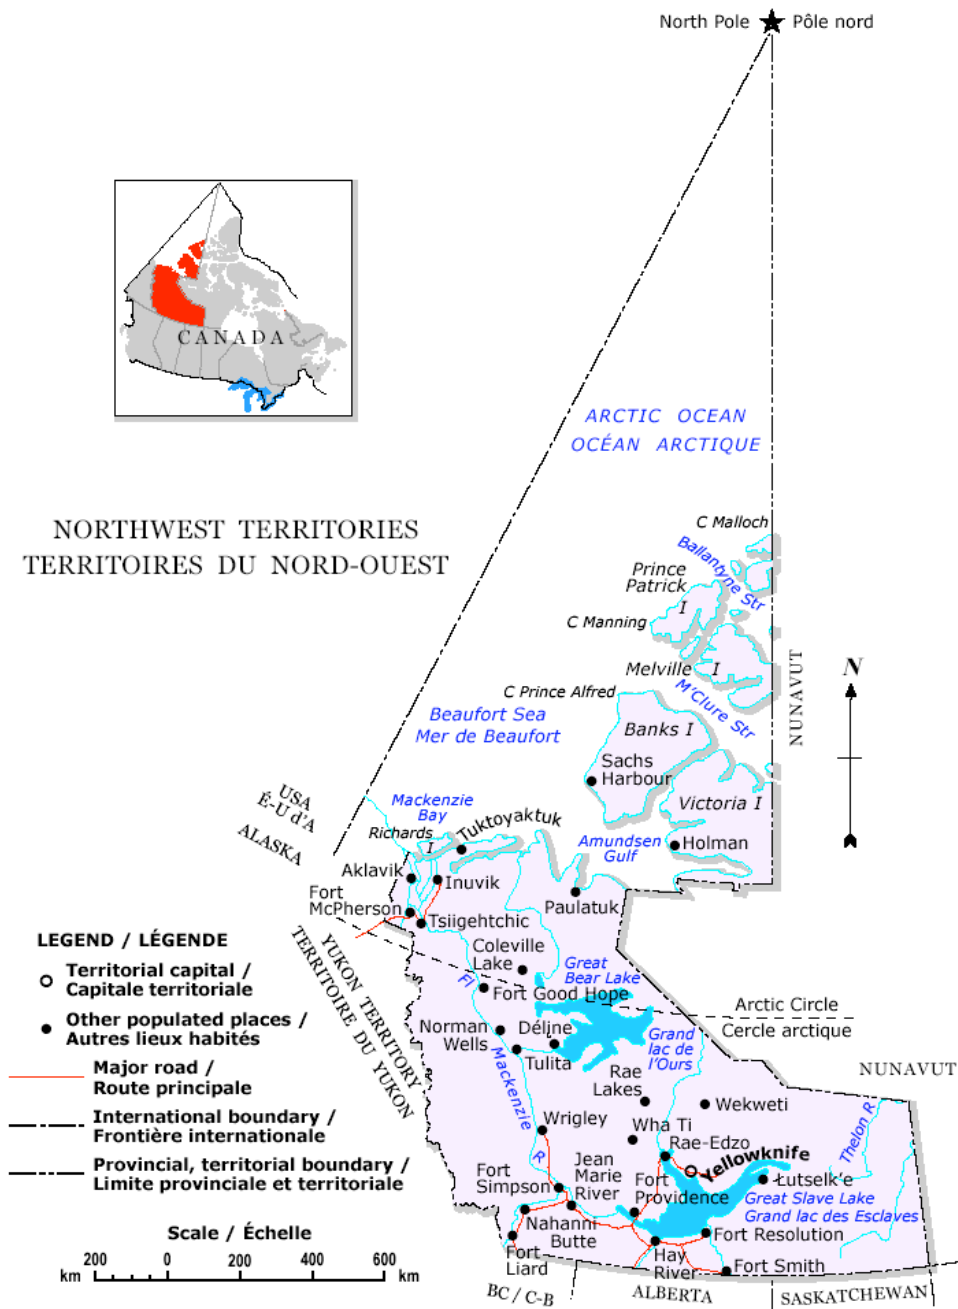 North Pole Pôle nord
CANADA
ARCTIC OCEAN
OCÉAN ARCTIQUE
NORTHWEST TERRITORIES
TERRITOIRES DU NORD-OUEST
C Malloch
Ballantyne Str
Prince
Patrick
I
C Manning
Melville I
M'Clure Str
C Prince Alfred
NUNAVUT
N
Beaufort Sea
Mer de Beaufort
Banks I
Sachs
Harbour
Victoria I
USA
É-U d'A
ALASKA
Mackenzie
Bay
Richards
I
Tuktoyaktuk
Amundsen
Gulf
Holman
Aklavik
Inuvik
Fort
McPherson
Paulatuk
Tsiigehtchic
YUKON TERRITORY
TERRITOIRE DU YUKON
Coleville
Lake
Great
Bear Lake
Fl
Fort Good Hope
Arctic Circle
Cercle arctique
Norman
Wells
Déline
Grand
lac de
l'Ours
Tulita
Mackenzie
R
Rae
Lakes
NUNAVUT
Wekweti
Thelon R
Wrigley
Wha Ti
Rae-Edzo
Yellowknife
Jean
Marie
River
Fort
Simpson
Fort
Providence
Lutselk'e
Great Slave Lake
Grand lac des Esclaves
Nahanni
Butte
Fort Resolution
Fort
Liard
Hay
River
Fort Smith
BC / C-B
ALBERTA
SASKATCHEWAN
LEGEND / LÉGENDE
Territorial capital /
Capitale territoriale
Other populated places /
Autres lieux habités
Major road /
Route principale
International boundary /
Frontière internationale
Provincial, territorial boundary /
Limite provinciale et territoriale
Scale / Échelle
200 0 200 400 600
km km